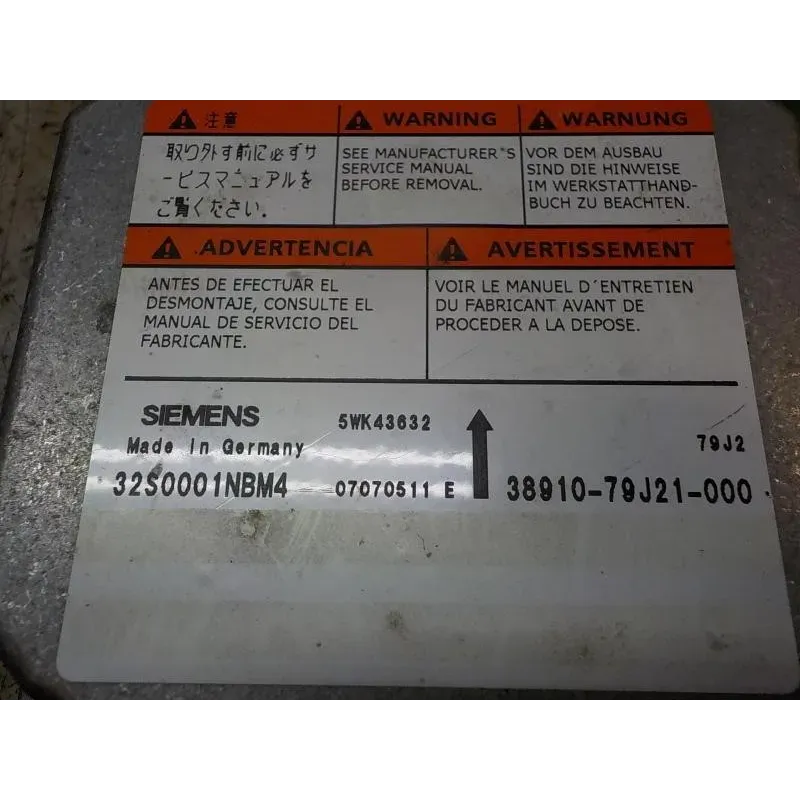 注意
取り外す前に必ずサ
ービスマニュアルを
ご覧ください.
WARNING
SEE MANUFACTURER'S
SERVICE MANUAL
BEFORE REMOVAL.
WARNUNG
VOR DEM AUSBAU
SIND DIE HINWEISE
IM WERKSTATTHAND-
BUCH ZU BEACHTEN.
ADVERTENCIA
ANTES DE EFECTUAR EL
DESMONTAJE, CONSULTE EL
MANUAL DE SERVICIO DEL
FABRICANTE.
AVERTISSEMENT
VOIR LE MANUEL D´ENTRETIEN
DU FABRICANT AVANT DE
PROCEDER A LA DEPOSE.
SIEMENS 5WK43632
Made in Germany 79J2
32S0001NBM4 07070511 E 38910-79J21-000